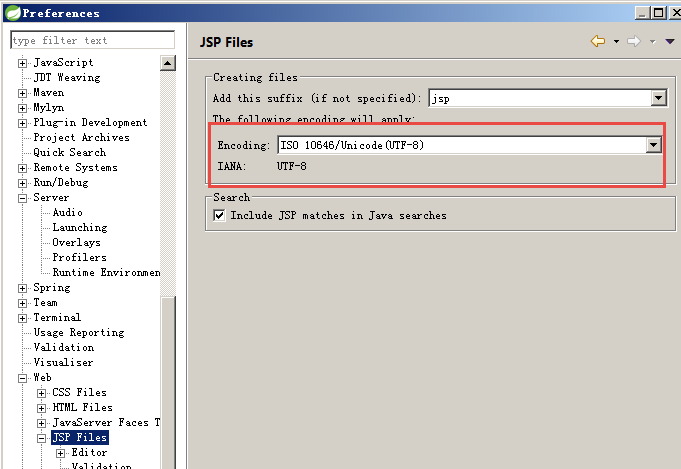 Preferences
type filter text
JavaScript
JDT Weaving
Maven
Mylyn
Plug-in Development
Project Archives
Quick Search
Remote Systems
Run/Debug
Server
Audio
Launching
Overlays
Profilers
Runtime Environmen
Spring
Team
Terminal
Usage Reporting
Validation
Visualiser
Web
CSS Files
HTML Files
JavaServer Faces T
JSP Files
Editor
Validation
JSP Files
Creating files
Add this suffix (if not specified): jsp
The following encoding will apply:
Encoding: ISO 10646/Unicode(UTF-8)
IANA: UTF-8
Search
Include JSP matches in Java searches